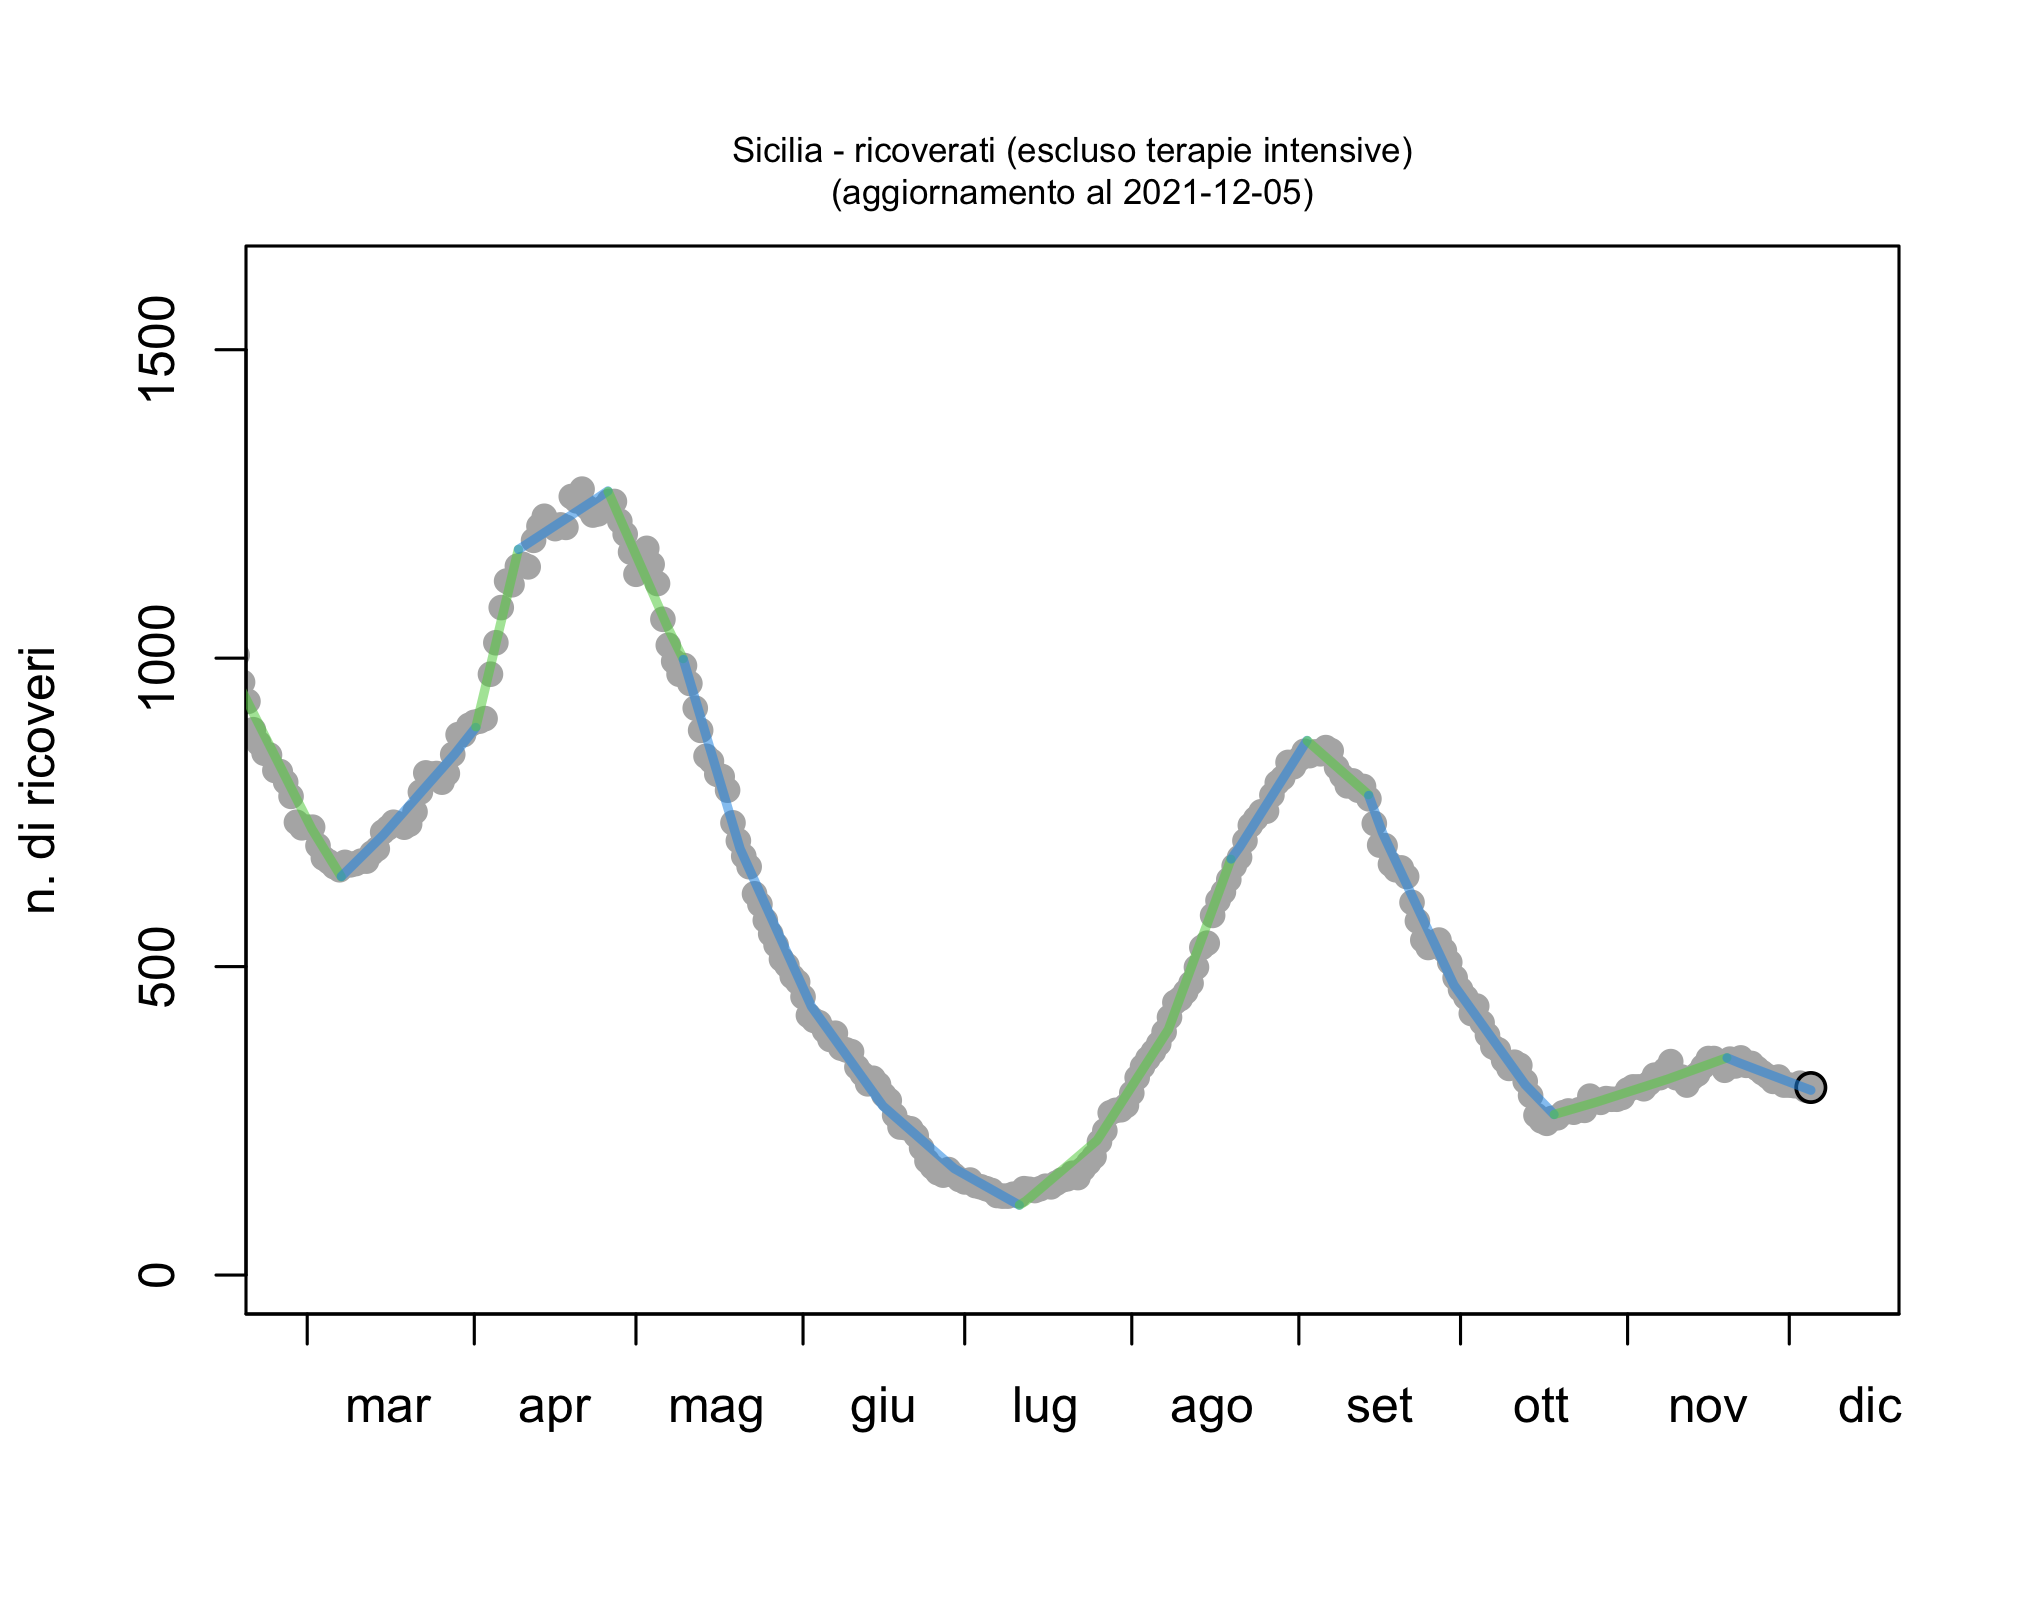 Sicilia - ricoverati (escluso terapie intensive)
(aggiornamento al 2021-12-05)
n. di ricoveri
1500
1000
500
0
mar apr mag giu lug ago set ott nov dic